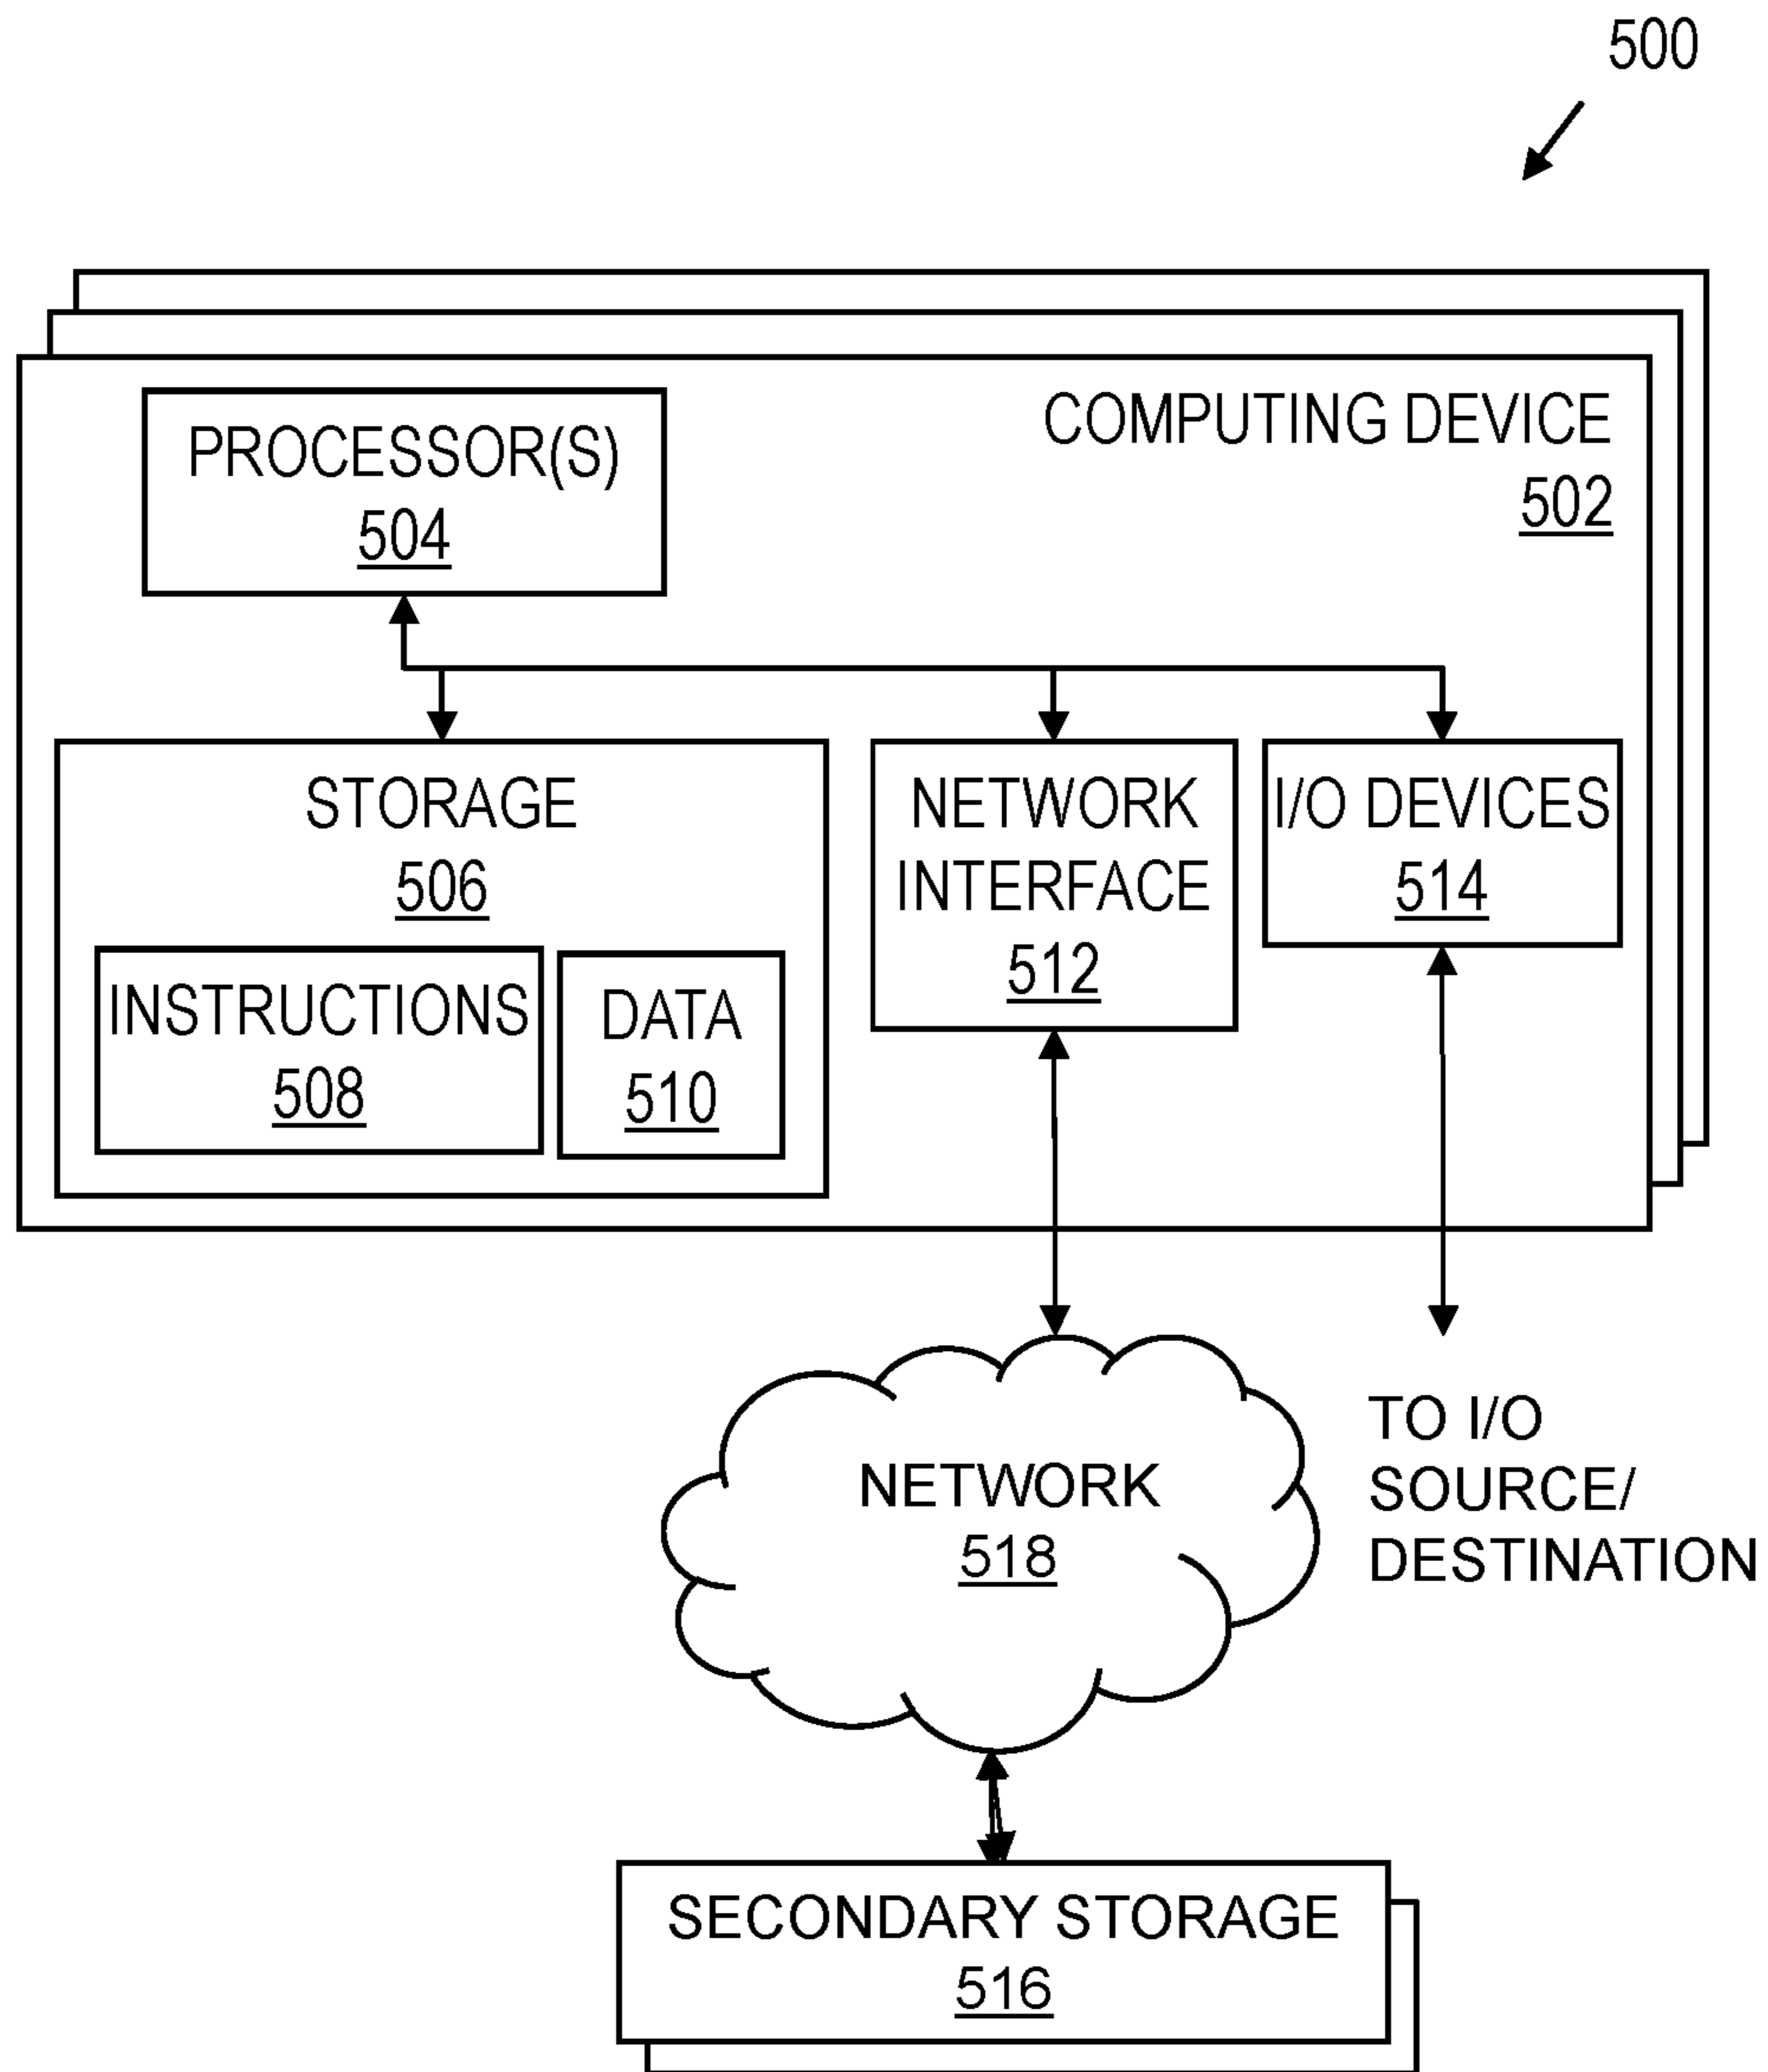 500
COMPUTING DEVICE
502
PROCESSOR(S)
504
STORAGE
506
INSTRUCTIONS
508
DATA
510
NETWORK
INTERFACE
512
I/O DEVICES
514
NETWORK
518
TO I/O
SOURCE/
DESTINATION
SECONDARY STORAGE
516